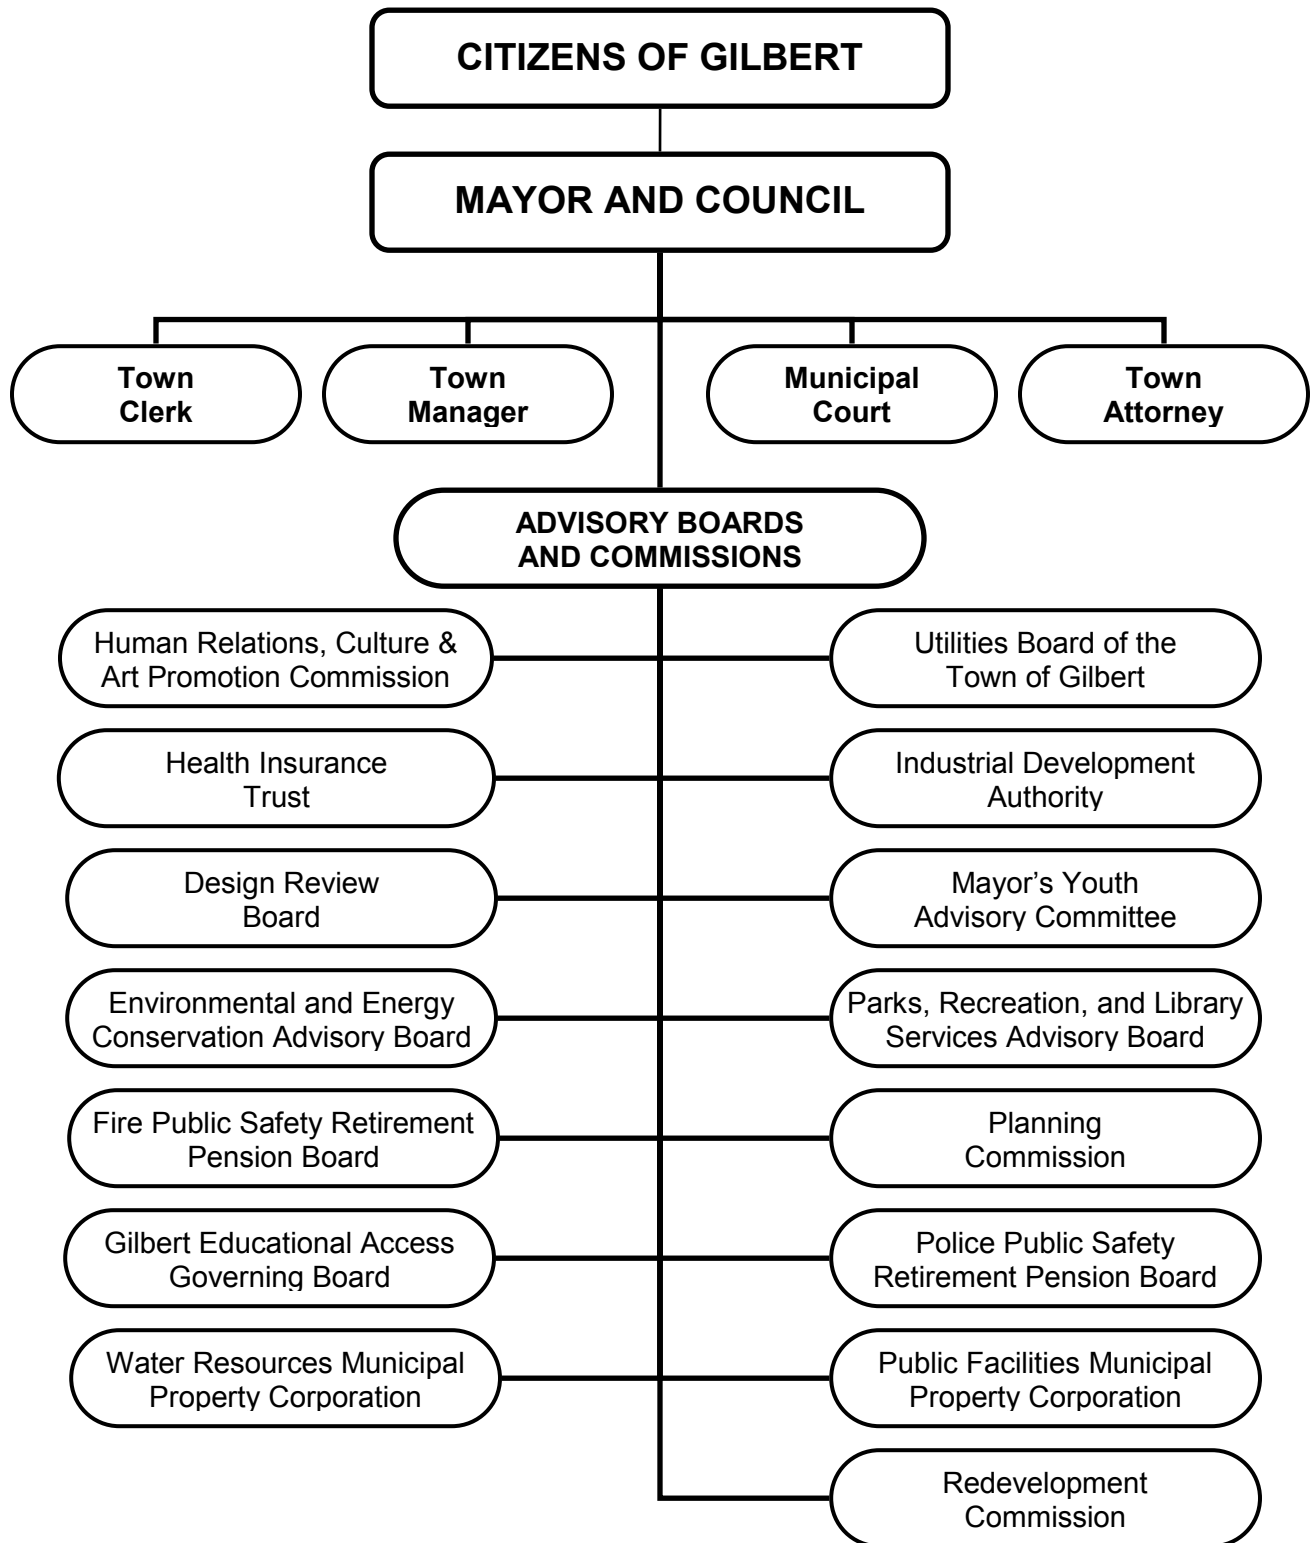 CITIZENS OF GILBERT
MAYOR AND COUNCIL
Town
Clerk
Town
Manager
Municipal
Court
Town
Attorney
ADVISORY BOARDS
AND COMMISSIONS
Human Relations, Culture &
Art Promotion Commission
Utilities Board of the
Town of Gilbert
Health Insurance
Trust
Industrial Development
Authority
Design Review
Board
Mayor’s Youth
Advisory Committee
Environmental and Energy
Conservation Advisory Board
Parks, Recreation, and Library
Services Advisory Board
Fire Public Safety Retirement
Pension Board
Planning
Commission
Gilbert Educational Access
Governing Board
Police Public Safety
Retirement Pension Board
Water Resources Municipal
Property Corporation
Public Facilities Municipal
Property Corporation
Redevelopment
Commission